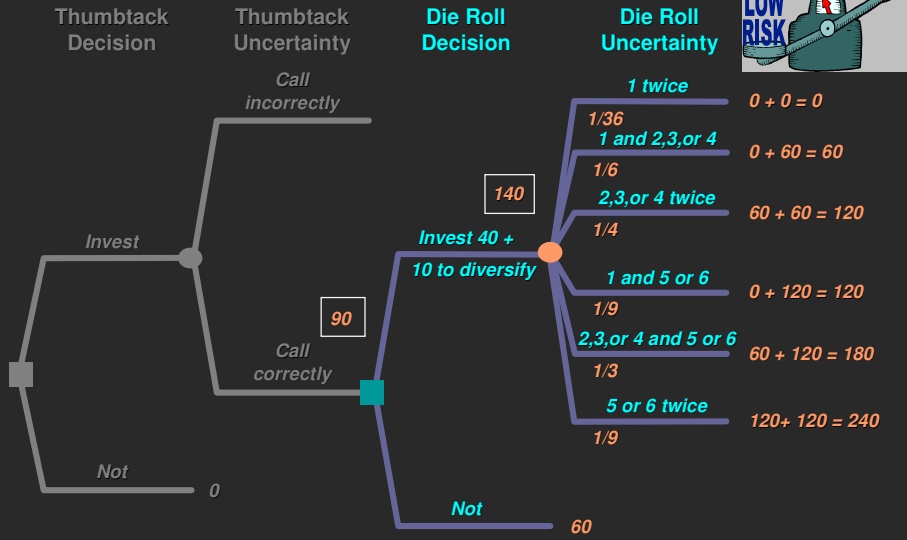 Thumbtack
Decision
Thumbtack
Uncertainty
Die Roll
Decision
Die Roll
Uncertainty
LOW
RISK
Call
incorrectly
1 twice
0 + 0 = 0
1/36
1 and 2,3,or 4
0 + 60 = 60
1/6
140
2,3,or 4 twice
60 + 60 = 120
1/4
Invest
Invest 40 +
10 to diversify
1 and 5 or 6
0 + 120 = 120
1/9
90
2,3,or 4 and 5 or 6
60 + 120 = 180
1/3
Call
correctly
5 or 6 twice
120+ 120 = 240
1/9
Not
0
Not
60